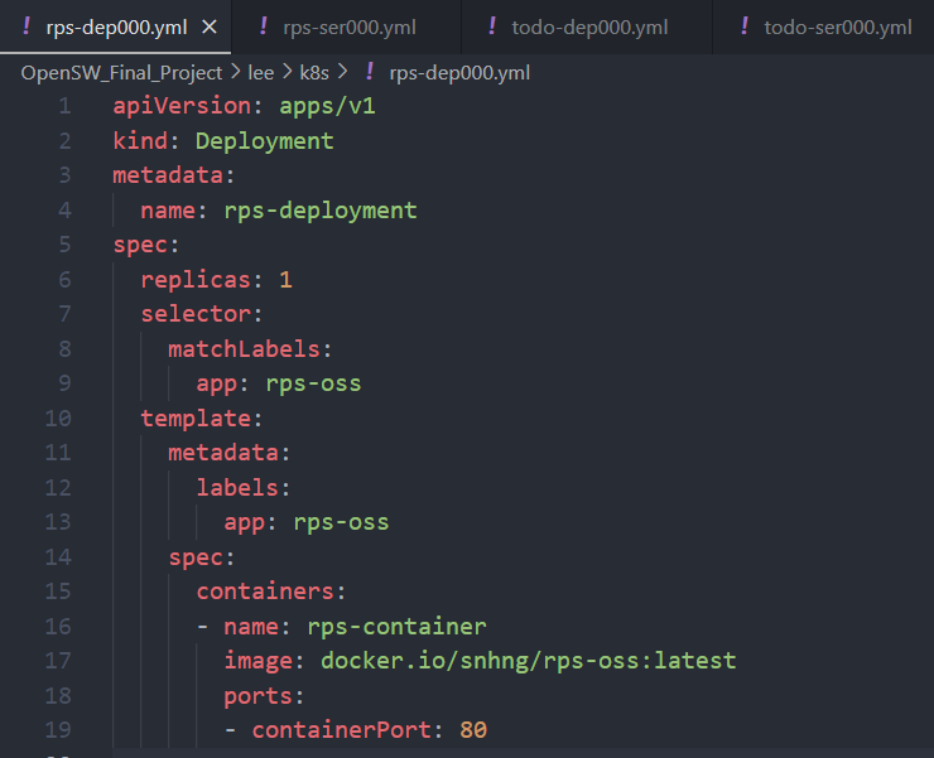 ! rps-dep000.yml × ! rps-ser000.yml ! todo-dep000.yml ! todo-ser000.yml
OpenSW_Final_Project > lee > k8s > ! rps-dep000.yml
1 apiVersion: apps/v1
2 kind: Deployment
3 metadata:
4   name: rps-deployment
5 spec:
6   replicas: 1
7   selector:
8     matchLabels:
9       app: rps-oss
10   template:
11     metadata:
12       labels:
13         app: rps-oss
14     spec:
15       containers:
16       - name: rps-container
17         image: docker.io/snhng/rps-oss:latest
18         ports:
19         - containerPort: 80